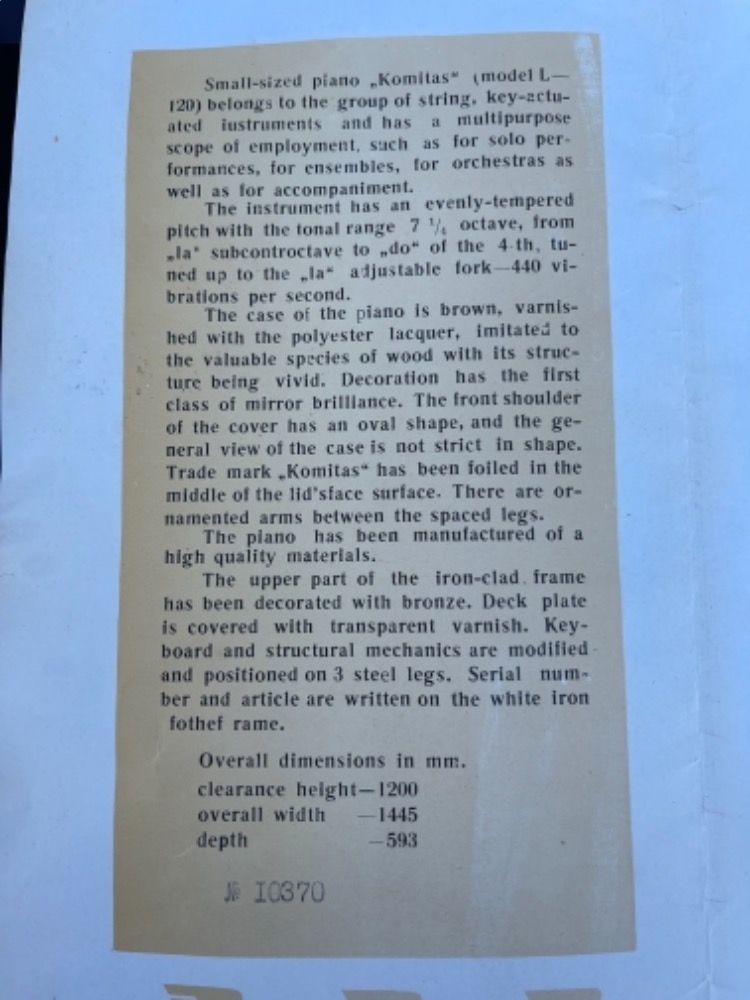 Small-sized piano „Komitas“ (model L—
120) belongs to the group of string, key-actu-
ated iustruments and has a multipurpose
scope of employment, such as for solo per-
formances, for ensembles, for orchestras as
well as for accompaniment.
The instrument has an evenly-tempered
pitch with the tonal range 7 1/4 octave, from
„la“ subcontroctave to „do“ of the 4-th, tu-
ned up to the „la“ adjustable fork—440 vi-
brations per second.
The case of the piano is brown, varnis-
hed with the polyester lacquer, imitated to
the valuable species of wood with its struc-
ture being vivid. Decoration has the first
class of mirror brilliance. The front shoulder
of the cover has an oval shape, and the ge-
neral view of the case is not strict in shape.
Trade mark „Komitas“ has been foiled in the
middle of the lid'sface surface. There are or-
namented arms between the spaced legs.
The piano has been manufactured of a
high quality materials.
The upper part of the iron-clad frame
has been decorated with bronze. Deck plate
is covered with transparent varnish. Key-
board and structural mechanics are modified
and positioned on 3 steel legs. Serial num-
ber and article are written on the white iron
fothef rame.
Overall dimensions in mm.
clearance height—1200
overall width —1445
depth —593
№ I0370